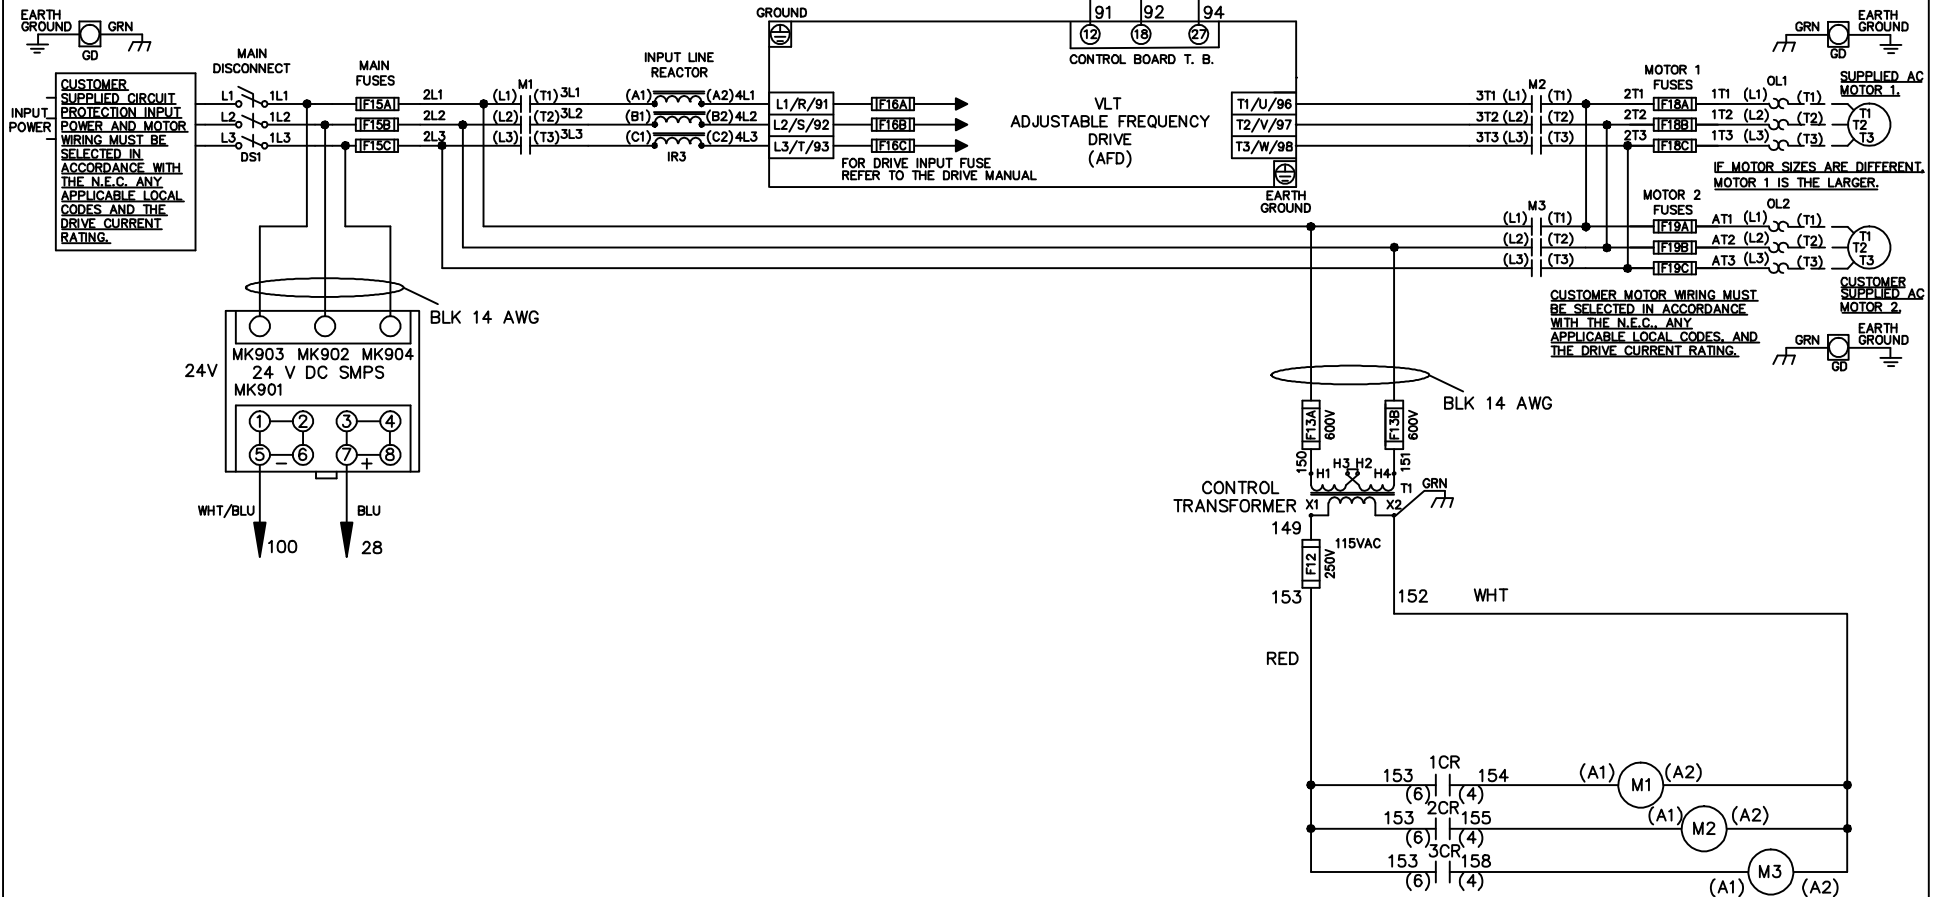 EARTH
GROUND
GRN
GD
GROUND
91 92 94
12 18 27
CONTROL BOARD T. B.
GRN
EARTH
GROUND
GD
INPUT
POWER
CUSTOMER
SUPPLIED CIRCUIT
PROTECTION INPUT
POWER AND MOTOR
WIRING MUST BE
SELECTED IN
ACCORDANCE WITH
THE N.E.C. ANY
APPLICABLE LOCAL
CODES AND THE
DRIVE CURRENT
RATING.
MAIN
DISCONNECT
L1 1L1
L2 1L2
L3 1L3
DS1
MAIN
FUSES
F15A
F15B
F15C
2L1
2L2
2L3
M1
(L1) (T1) 3L1
(L2) (T2) 3L2
(L3) (T3) 3L3
INPUT LINE
REACTOR
(A1) (A2) 4L1
(B1) (B2) 4L2
(C1) (C2) 4L3
IR3
L1/R/91
L2/S/92
L3/T/93
F16A
F16B
F16C
FOR DRIVE INPUT FUSE
REFER TO THE DRIVE MANUAL
VLT
ADJUSTABLE FREQUENCY
DRIVE
(AFD)
T1/U/96
T2/V/97
T3/W/98
EARTH
GROUND
M2
3T1 (L1) (T1)
3T2 (L2) (T2)
3T3 (L3) (T3)
MOTOR 1
FUSES
2T1 F18A 1T1 (L1)
2T2 F18B 1T2 (L2)
2T3 F18C 1T3 (L3)
OL1
(T1)
(T2)
(T3)
SUPPLIED AC
MOTOR 1.
T1
T2
T3
IF MOTOR SIZES ARE DIFFERENT,
MOTOR 1 IS THE LARGER.
M3
(L1) (T1)
(L2) (T2)
(L3) (T3)
MOTOR 2
FUSES
F19A AT1 (L1)
F19B AT2 (L2)
F19C AT3 (L3)
OL2
(T1)
(T2)
(T3)
T1
T2
T3
CUSTOMER
SUPPLIED AC
MOTOR 2.
CUSTOMER MOTOR WIRING MUST
BE SELECTED IN ACCORDANCE
WITH THE N.E.C., ANY
APPLICABLE LOCAL CODES, AND
THE DRIVE CURRENT RATING.
GRN
EARTH
GROUND
GD
BLK 14 AWG
MK903 MK902 MK904
24V
24 V DC SMPS
MK901
1 2 3 4
5 6 7 8
− +
WHT/BLU
BLU
100
28
BLK 14 AWG
F13A
600V
F13B
600V
150
151
H1 H3 H2 H4
T1
GRN
CONTROL
TRANSFORMER
X1 X2
149
115VAC
F12
250V
153
152
WHT
RED
1CR
153 154
(6) (4)
(A1) M1 (A2)
2CR
153 155
(6) (4)
(A1) M2 (A2)
3CR
153 158
(6) (4)
(A1) M3 (A2)